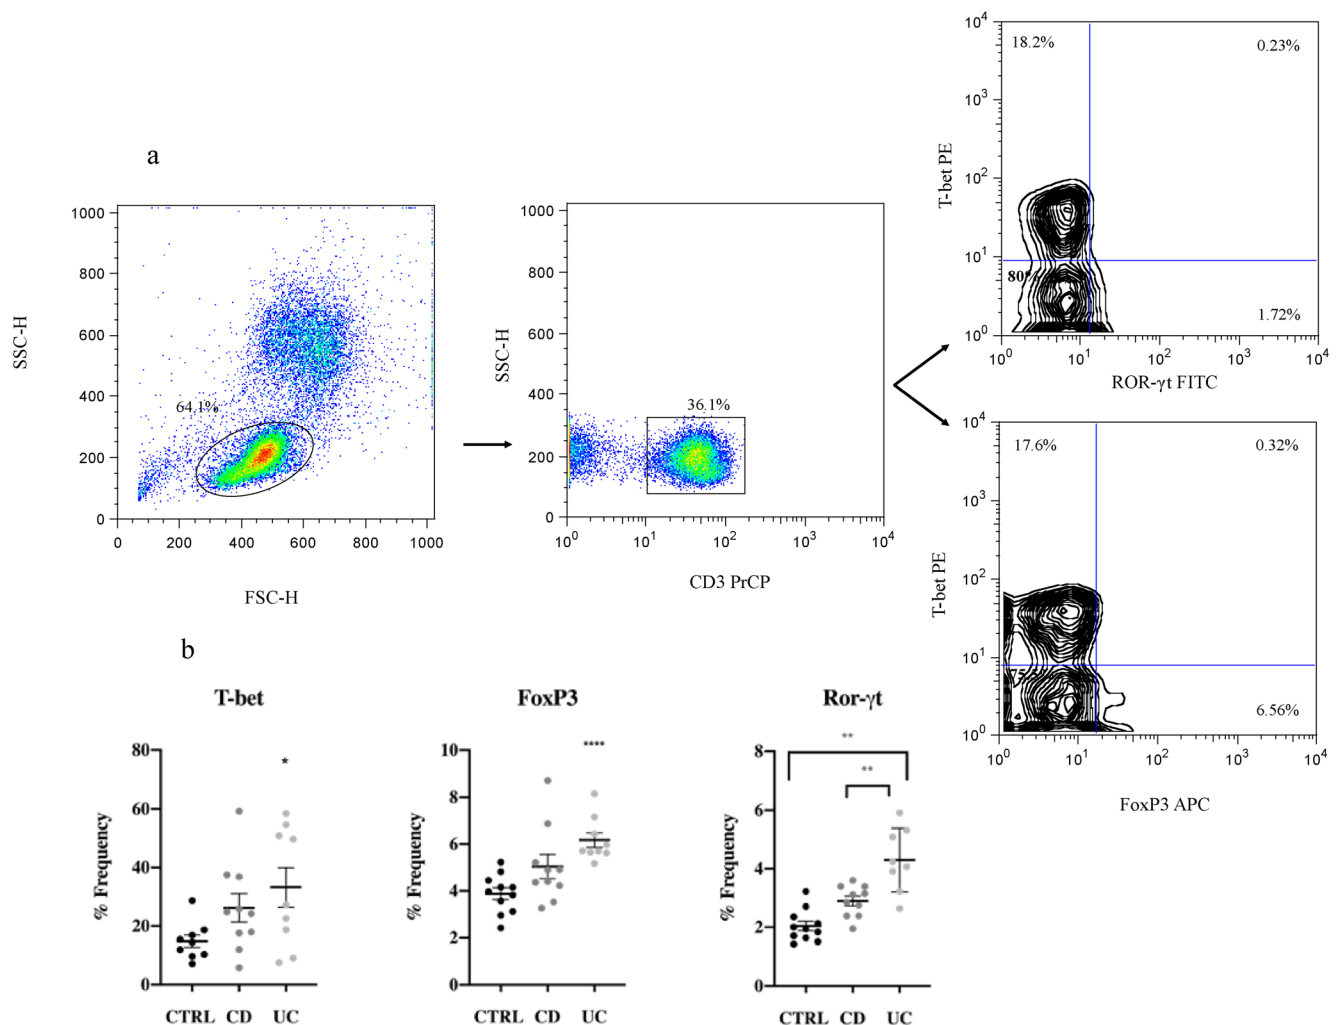 a
SSC-H
1000
800
600
400
200
0
64.1%
0 200 400 600 800 1000
FSC-H
SSC-H
1000
800
600
400
200
0
36.1%
10^0 10^1 10^2 10^3 10^4
CD3 PrCP
T-bet PE
10^4
10^3
10^2
10^1
10^0
18.2% 0.23%
80%
1.72%
10^0 10^1 10^2 10^3 10^4
ROR-γt FITC
T-bet PE
10^4
10^3
10^2
10^1
10^0
17.6% 0.32%
6.56%
10^0 10^1 10^2 10^3 10^4
FoxP3 APC
b
T-bet
% Frequency
80
60
40
20
0
*
CTRL CD UC
FoxP3
% Frequency
10
8
6
4
2
0
****
CTRL CD UC
Ror-γt
% Frequency
8
6
4
2
0
**
**
CTRL CD UC